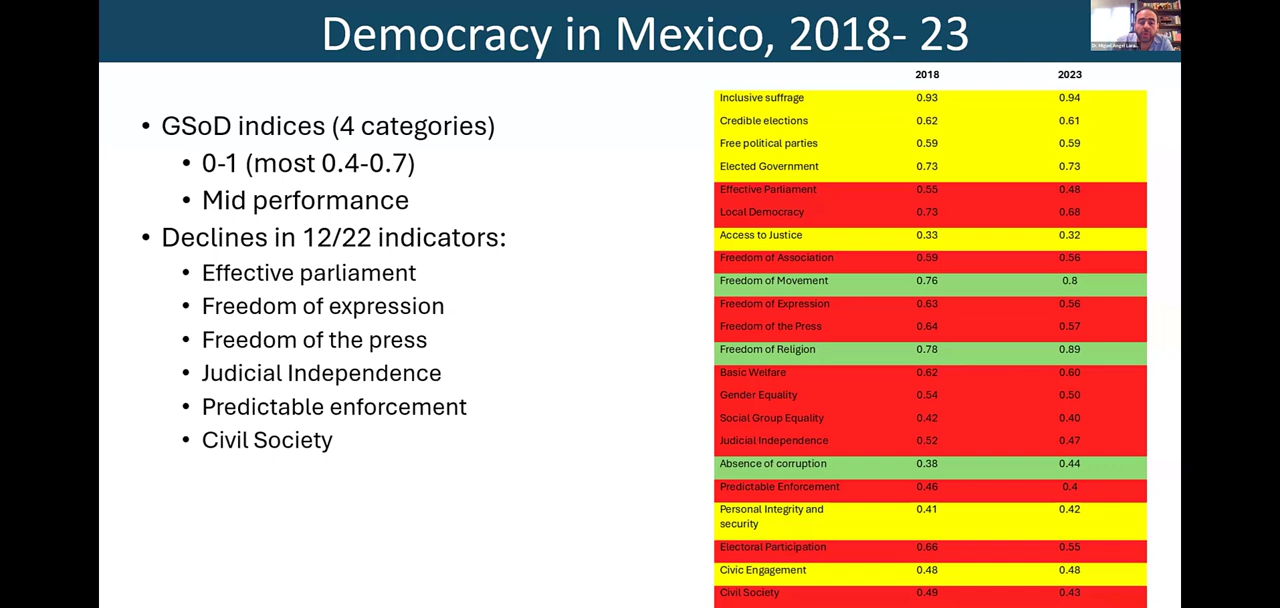 Democracy in Mexico, 2018- 23
• GSoD indices (4 categories)
• 0-1 (most 0.4-0.7)
• Mid performance
• Declines in 12/22 indicators:
• Effective parliament
• Freedom of expression
• Freedom of the press
• Judicial Independence
• Predictable enforcement
• Civil Society
2018 2023
Inclusive suffrage 0.93 0.94
Credible elections 0.62 0.61
Free political parties 0.59 0.59
Elected Government 0.73 0.73
Effective Parliament 0.55 0.48
Local Democracy 0.73 0.68
Access to Justice 0.33 0.32
Freedom of Association 0.59 0.56
Freedom of Movement 0.76 0.8
Freedom of Expression 0.63 0.56
Freedom of the Press 0.64 0.57
Freedom of Religion 0.78 0.89
Basic Welfare 0.62 0.60
Gender Equality 0.54 0.50
Social Group Equality 0.42 0.40
Judicial Independence 0.52 0.47
Absence of corruption 0.38 0.44
Predictable Enforcement 0.46 0.4
Personal Integrity and 0.41 0.42
security
Electoral Participation 0.66 0.55
Civic Engagement 0.48 0.48
Civil Society 0.49 0.43
Dr. Miguel Angel